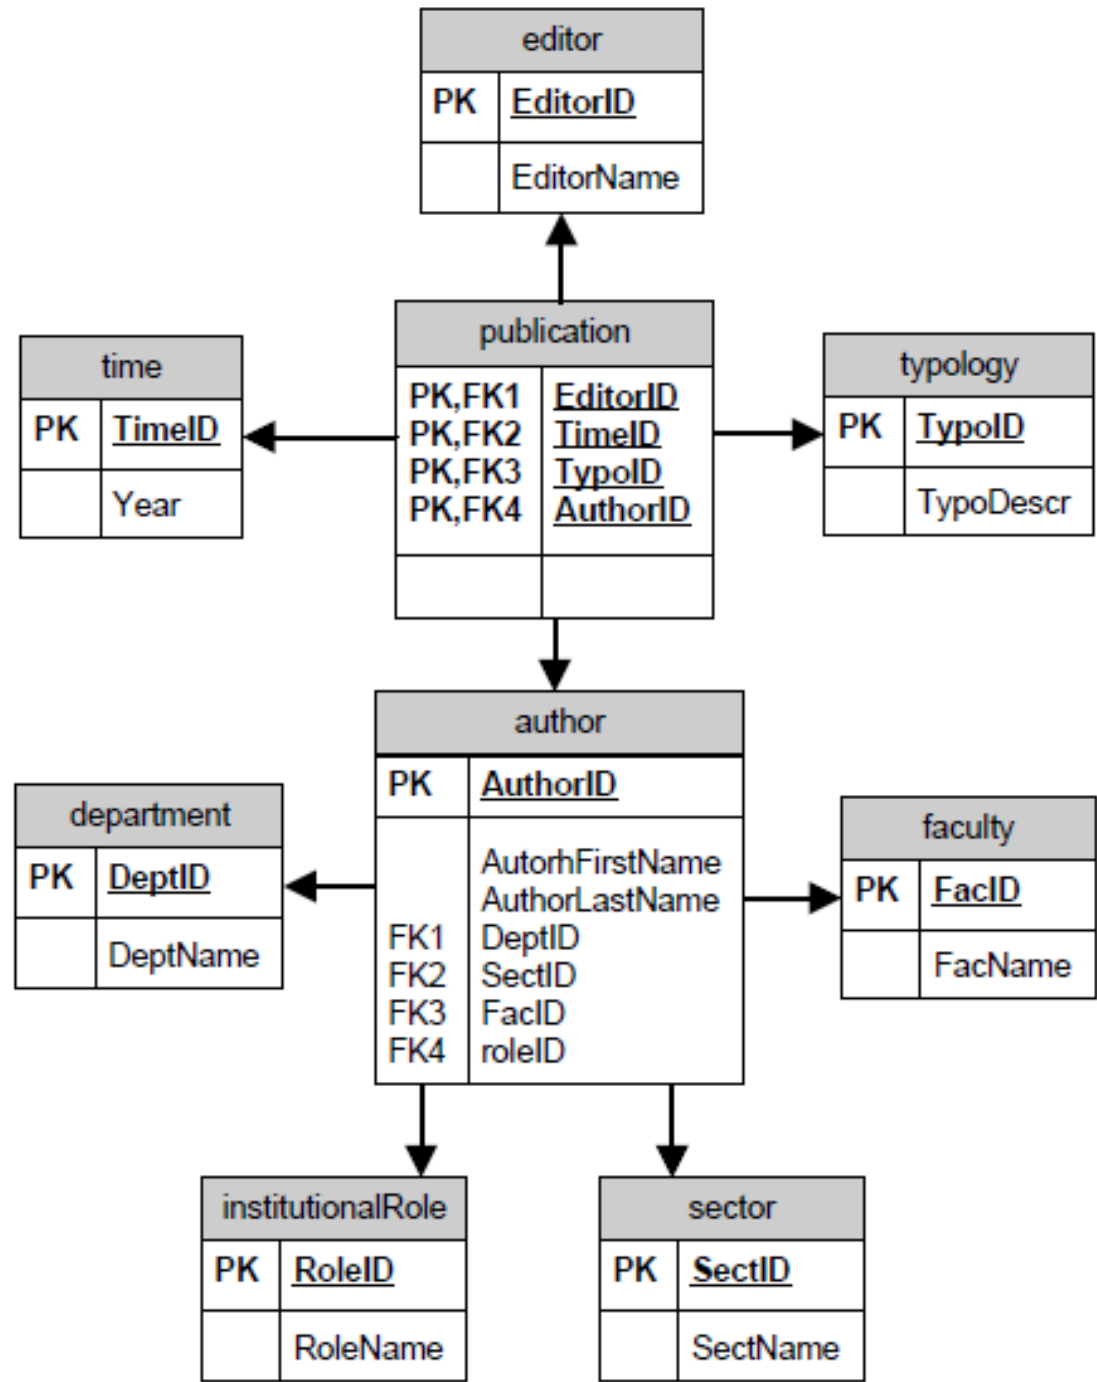 editor
PK EditorID
EditorName
publication
PK,FK1 EditorID
PK,FK2 TimeID
PK,FK3 TypoID
PK,FK4 AuthorID
time
PK TimeID
Year
typology
PK TypoID
TypoDescr
author
PK AuthorID
AutorhFirstName
AuthorLastName
FK1 DeptID
FK2 SectID
FK3 FacID
FK4 roleID
department
PK DeptID
DeptName
faculty
PK FacID
FacName
institutionalRole
PK RoleID
RoleName
sector
PK SectID
SectName